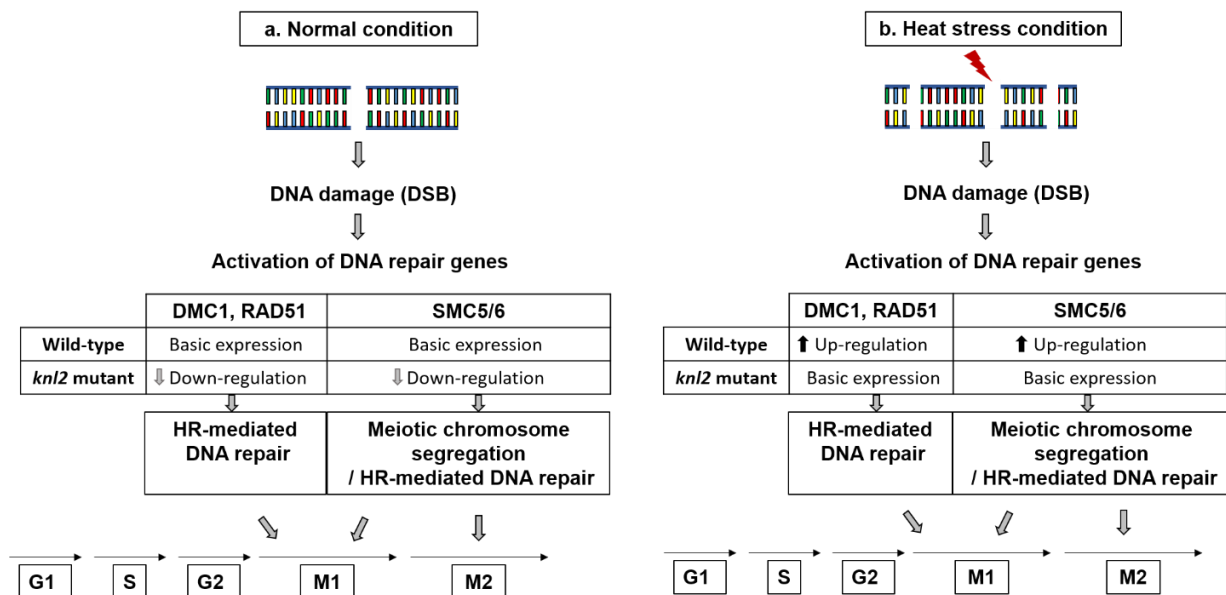 a. Normal condition
DNA damage (DSB)
Activation of DNA repair genes
DMC1, RAD51 SMC5/6
Wild-type Basic expression Basic expression
knl2 mutant Down-regulation Down-regulation
HR-mediated
DNA repair
Meiotic chromosome
segregation
/ HR-mediated DNA repair
G1 S G2 M1 M2
b. Heat stress condition
DNA damage (DSB)
Activation of DNA repair genes
DMC1, RAD51 SMC5/6
Wild-type Up-regulation Up-regulation
knl2 mutant Basic expression Basic expression
HR-mediated
DNA repair
Meiotic chromosome
segregation
/ HR-mediated DNA repair
G1 S G2 M1 M2